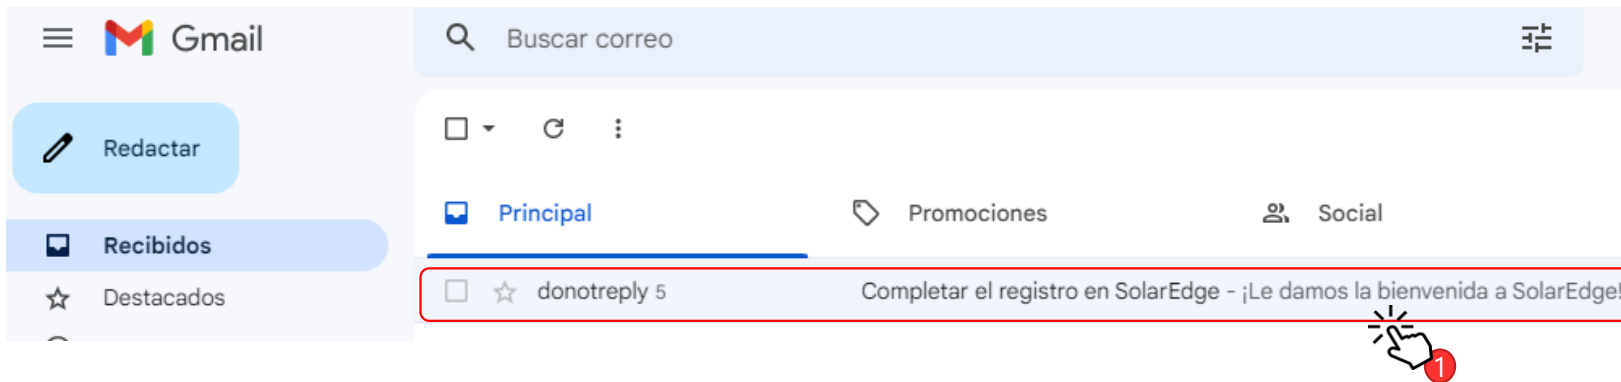 Gmail
Buscar correo
Redactar
Principal
Promociones
Social
Recibidos
Destacados
donotreply 5
Completar el registro en SolarEdge - ¡Le damos la bienvenida a SolarEdge!
1